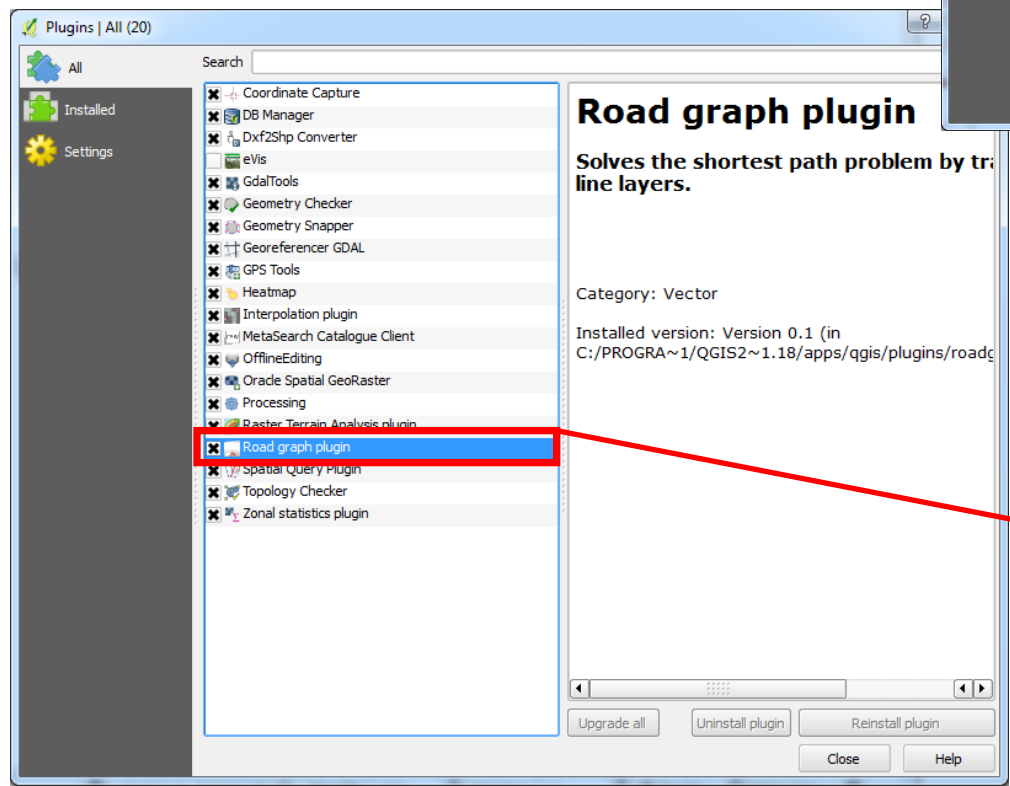 Plugins | All (20)
?
All
Installed
Settings
Search
Coordinate Capture
DB Manager
Dxf2Shp Converter
eVis
GdalTools
Geometry Checker
Geometry Snapper
Georeferencer GDAL
GPS Tools
Heatmap
Interpolation plugin
MetaSearch Catalogue Client
OfflineEditing
Oracle Spatial GeoRaster
Processing
Raster Terrain Analysis plugin
Road graph plugin
Spatial Query Plugin
Topology Checker
Zonal statistics plugin
Road graph plugin
Solves the shortest path problem by tra
line layers.
Category: Vector
Installed version: Version 0.1 (in
C:/PROGRA~1/QGIS2~1.18/apps/qgis/plugins/roadg
Upgrade all
Uninstall plugin
Reinstall plugin
Close
Help